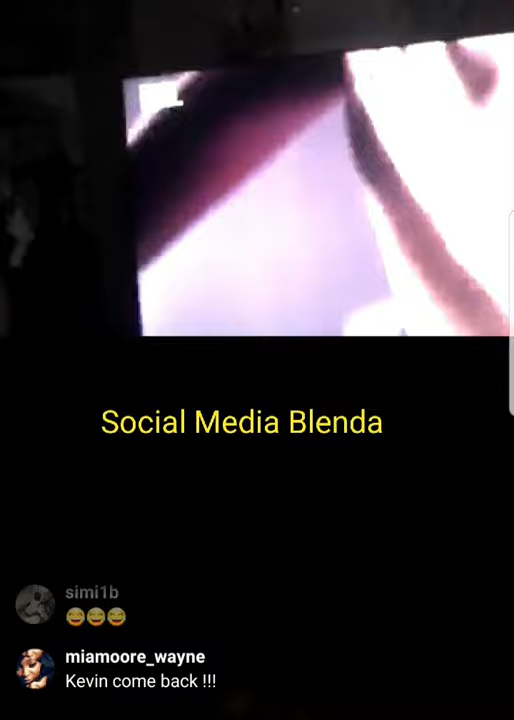 Social Media Blenda
simi1b
😂😂😂
miamoore_wayne
Kevin come back !!!